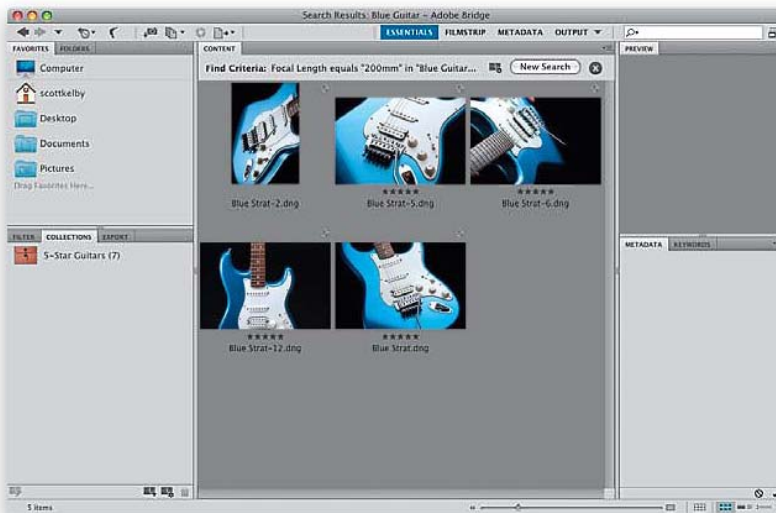 Search Results: Blue Guitar – Adobe Bridge
ESSENTIALS FILMSTRIP METADATA OUTPUT
FAVORITES FOLDERS
CONTENT
PREVIEW
Computer
Find Criteria: Focal Length equals "200mm" in "Blue Guitar...
New Search
scottkelby
Desktop
Documents
Pictures
Drag Favorites Here...
Blue Strat-2.dng
Blue Strat-5.dng
Blue Strat-6.dng
FILTER COLLECTIONS EXPORT
METADATA KEYWORDS
5-Star Guitars (7)
Blue Strat-12.dng
Blue Strat.dng
5 items